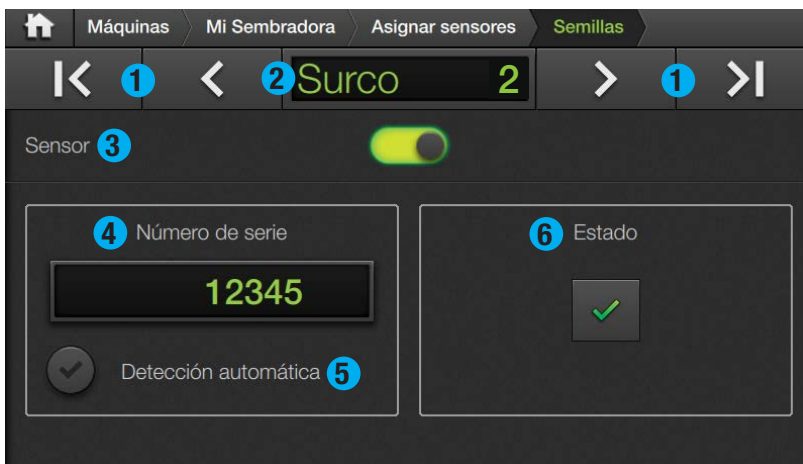 Máquinas Mi Sembradora Asignar sensores Semillas
1 2 Surco 2 1
Sensor 3
4 Número de serie
12345
Detección automática 5
6 Estado